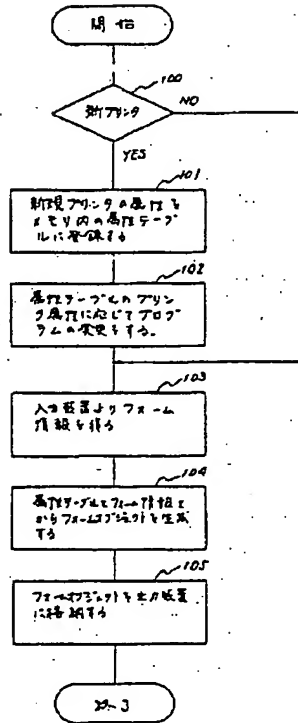 開始
100
新プリンタ
NO
YES
101
新規プリンタの属性を
メモリ内の属性テーブ
ルに登録する
102
属性テーブルのプリン
タ属性に応じてプログ
ラムの変更をする。
103
入力装置よりフォーム
情報を得る
104
属性テーブルとフォーム情報と
からフォームオブジェクトを生成
する
105
フォームオブジェクトを出力装置
に格納する